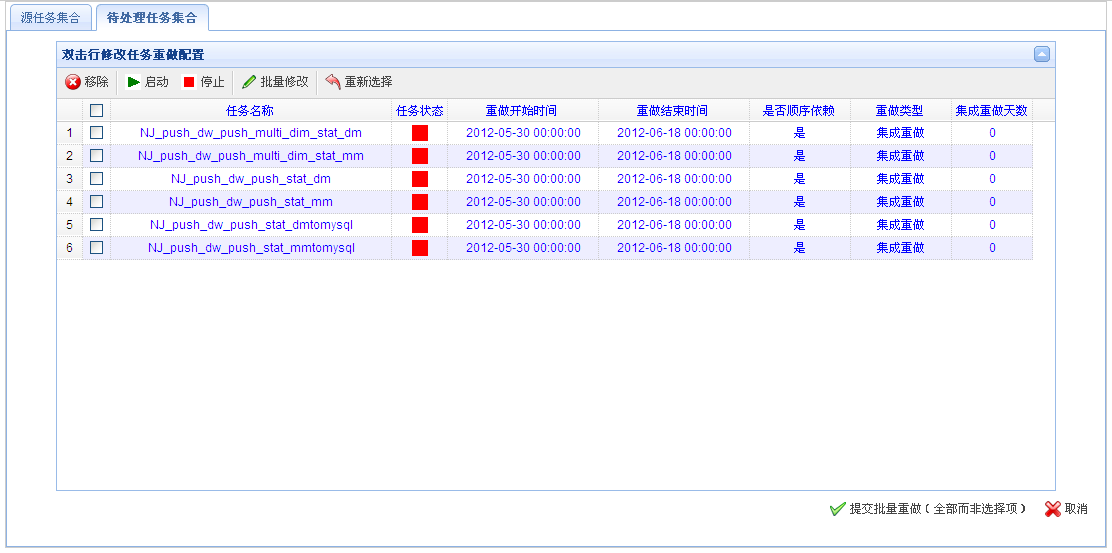 源任务集合 待处理任务集合
双击行修改任务重做配置
移除 启动 停止 批量修改 重新选择
任务名称 任务状态 重做开始时间 重做结束时间 是否顺序依赖 重做类型 集成重做天数
1 NJ_push_dw_push_multi_dim_stat_dm 2012-05-30 00:00:00 2012-06-18 00:00:00 是 集成重做 0
2 NJ_push_dw_push_multi_dim_stat_mm 2012-05-30 00:00:00 2012-06-18 00:00:00 是 集成重做 0
3 NJ_push_dw_push_stat_dm 2012-05-30 00:00:00 2012-06-18 00:00:00 是 集成重做 0
4 NJ_push_dw_push_stat_mm 2012-05-30 00:00:00 2012-06-18 00:00:00 是 集成重做 0
5 NJ_push_dw_push_stat_dmtomysql 2012-05-30 00:00:00 2012-06-18 00:00:00 是 集成重做 0
6 NJ_push_dw_push_stat_mmtomysql 2012-05-30 00:00:00 2012-06-18 00:00:00 是 集成重做 0
提交批量重做（全部而非选择项） 取消